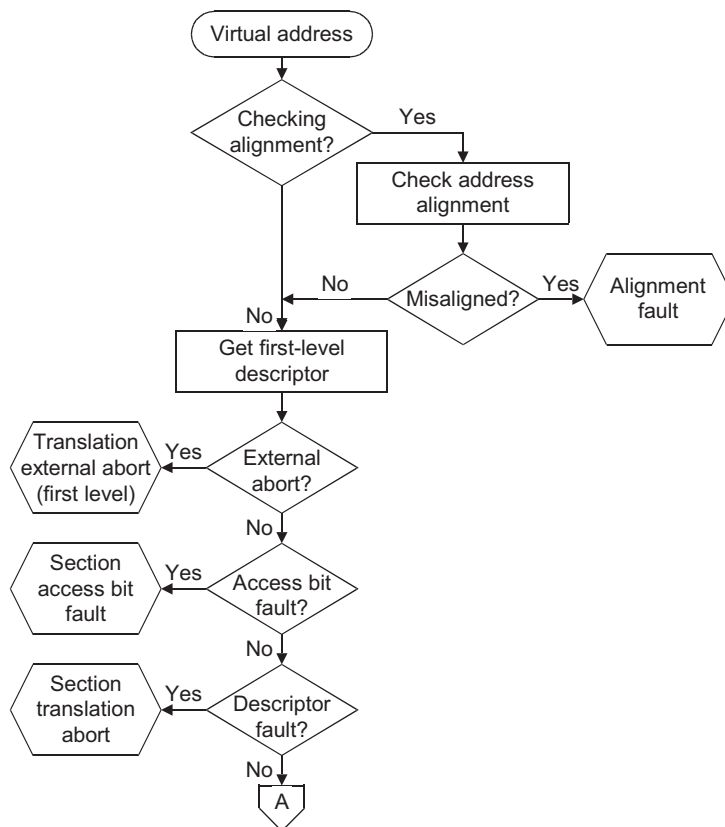 Virtual address
Checking
alignment?
Yes
Check address
alignment
No
Misaligned?
Yes
Alignment
fault
No
Get first-level
descriptor
Translation
external abort
(first level)
Yes
External
abort?
No
Section
access bit
fault
Yes
Access bit
fault?
No
Section
translation
abort
Yes
Descriptor
fault?
No
A